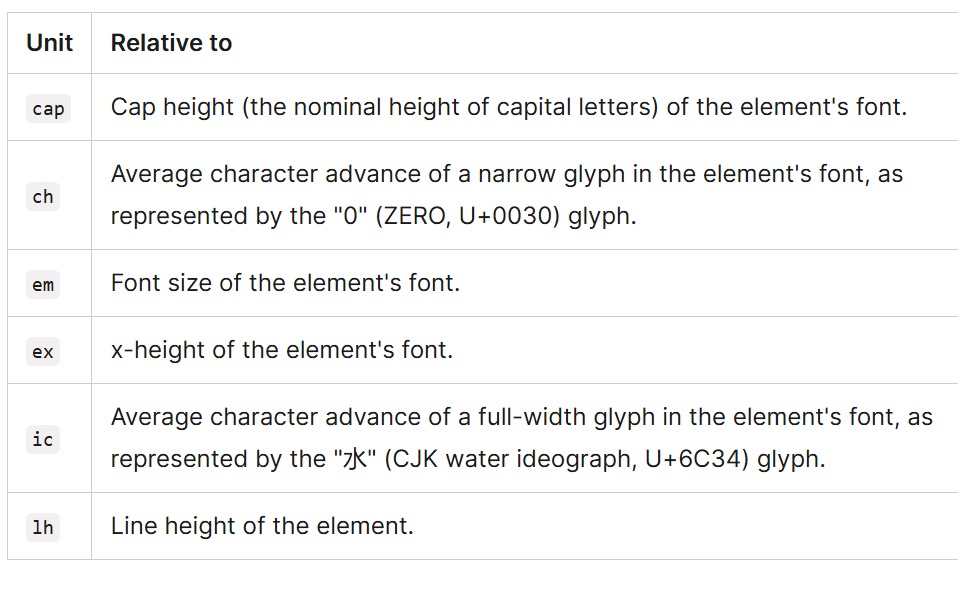 Unit Relative to
cap Cap height (the nominal height of capital letters) of the element's font.
Average character advance of a narrow glyph in the element's font, as
ch
represented by the "0" (ZERO, U+0030) glyph.
em Font size of the element's font.
ex x-height of the element's font.
Average character advance of a full-width glyph in the element's font, as
ic
represented by the "水" (CJK water ideograph, U+6C34) glyph.
lh Line height of the element.